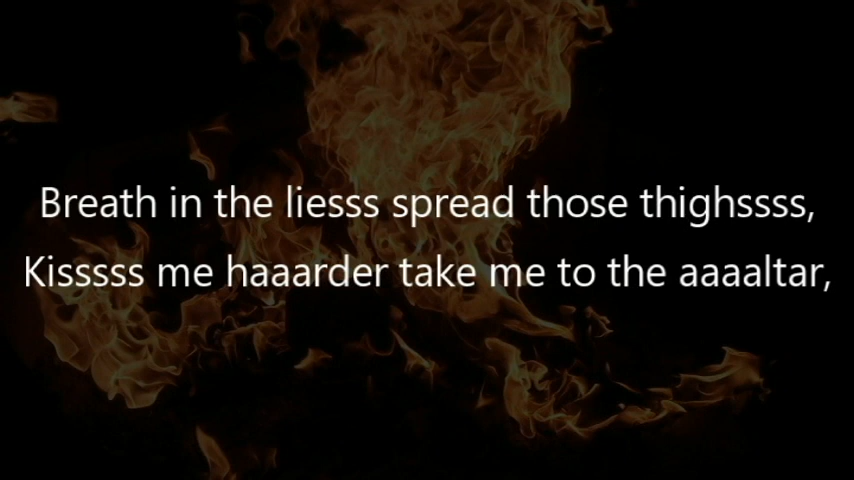 Breath in the liesss spread those thighssss,
Kisssss me haaarder take me to the aaaaltar,